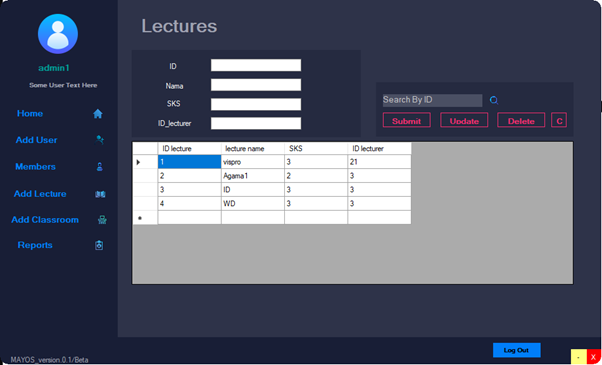 Lectures
admin1
Some User Text Here
Home
Add User
Members
Add Lecture
Add Classroom
Reports
MAYOS_version.0.1/Beta
ID
Nama
SKS
ID_lecturer
Search By ID
Submit Update Delete C
ID lecture lecture name SKS ID lecturer
1 vispro 3 21
2 Agama1 2 3
3 ID 3 3
4 WD 3 3
Log Out
- X